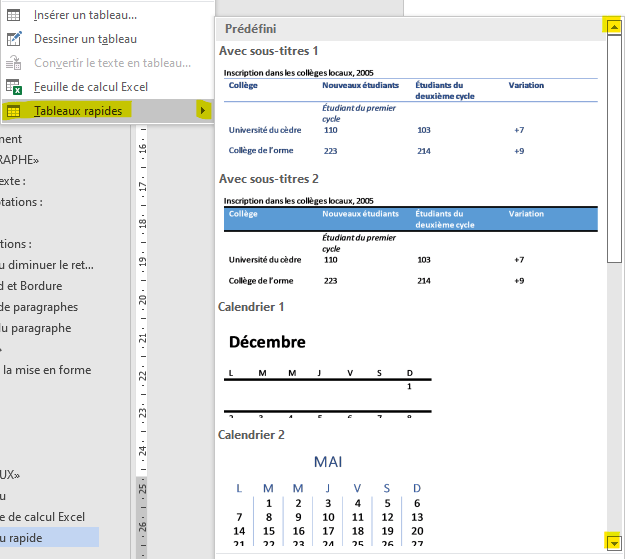 Insérer un tableau...
Dessiner un tableau
Convertir le texte en tableau...
Feuille de calcul Excel
Tableaux rapides
ment
RAPHE»
exte :
tations :
tions :
u diminuer le ret...
d et Bordure
de paragraphes
du paragraphe
»
la mise en forme
UX»
u
e de calcul Excel
u rapide
16
17
18
19
20
21
22
23
24
25
26
Prédéfini
Avec sous-titres 1
Inscription dans les collèges locaux, 2005
Collège Nouveaux étudiants Étudiants du deuxième cycle Variation
Étudiant du premier cycle
Université du cèdre 110 103 +7
Collège de l'orme 223 214 +9
Avec sous-titres 2
Inscription dans les collèges locaux, 2005
Collège Nouveaux étudiants Étudiants du deuxième cycle Variation
Étudiant du premier cycle
Université du cèdre 110 103 +7
Collège de l'orme 223 214 +9
Calendrier 1
Décembre
L M M J V S D
1
2 3 4 5 6 7 8
Calendrier 2
MAI
L M M J V S D
1 2 3 4 5 6
7 8 9 10 11 12 13
14 15 16 17 18 19 20
21 22 23 24 25 26 27